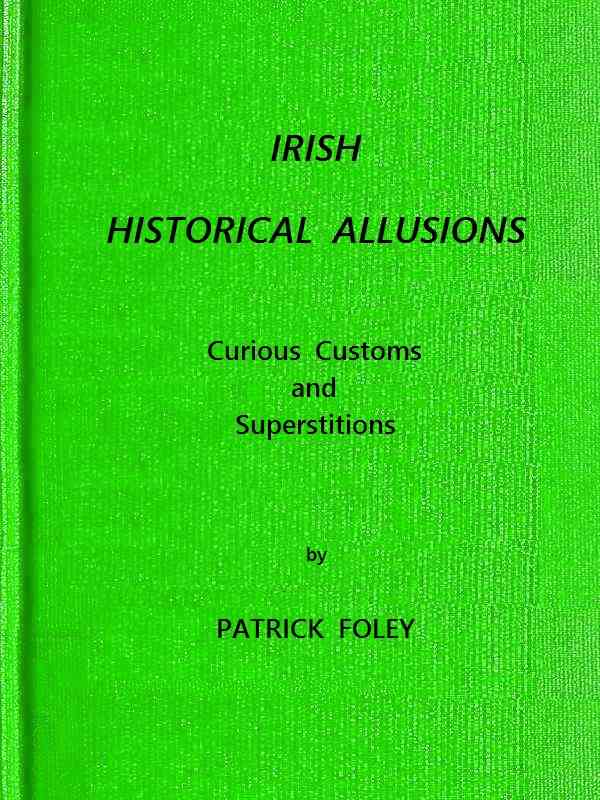 IRISH
HISTORICAL ALLUSIONS
Curious Customs
and
Superstitions
by
PATRICK FOLEY